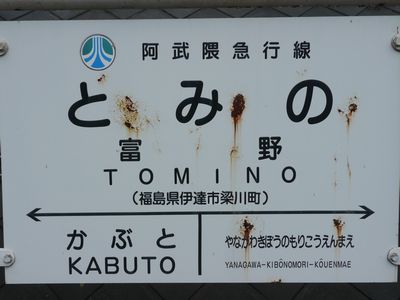 阿武隈急行線
とみの
富野
TOMINO
(福島県伊達市梁川町)
かぶと
KABUTO
やながわきぼうのもりこうえんまえ
YANAGAWA-KIBŌNOMORI-KŌUENMAE